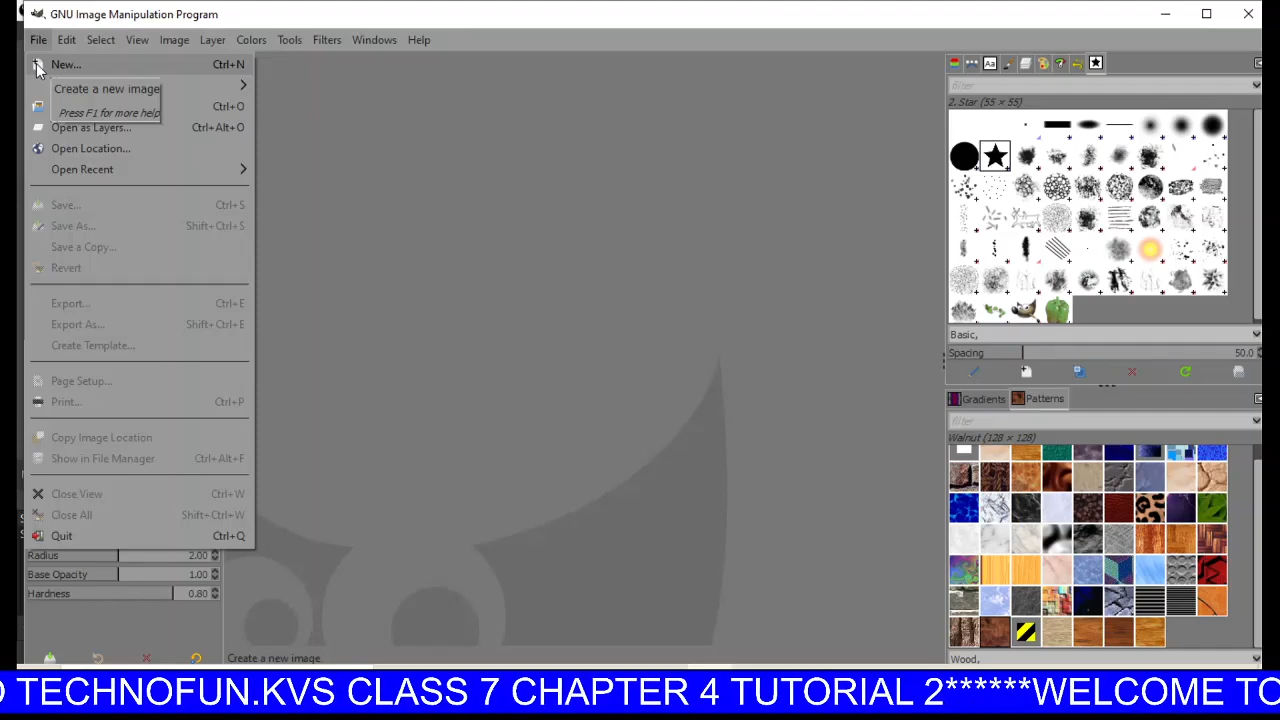 GNU Image Manipulation Program
File Edit Select View Image Layer Colors Tools Filters Windows Help
New... Ctrl+N
Create a new image
Press F1 for more help
Ctrl+O
Open as Layers... Ctrl+Alt+O
Open Location...
Open Recent
Save... Ctrl+S
Save As... Shift+Ctrl+S
Save a Copy...
Revert
Export... Ctrl+E
Export As... Shift+Ctrl+E
Create Template...
Page Setup...
Print... Ctrl+P
Copy Image Location
Show in File Manager Ctrl+Alt+F
Close View Ctrl+W
Close All Shift+Ctrl+W
Quit Ctrl+Q
Radius 2.00
Base Opacity 1.00
Hardness 0.80
Create a new image
Aa
filter
2. Star (55 × 55)
Basic,
Spacing 50.0
Gradients Patterns
filter
Walnut (128 × 128)
Wood,
TECHNOFUN.KVS CLASS 7 CHAPTER 4 TUTORIAL 2******WELCOME TO